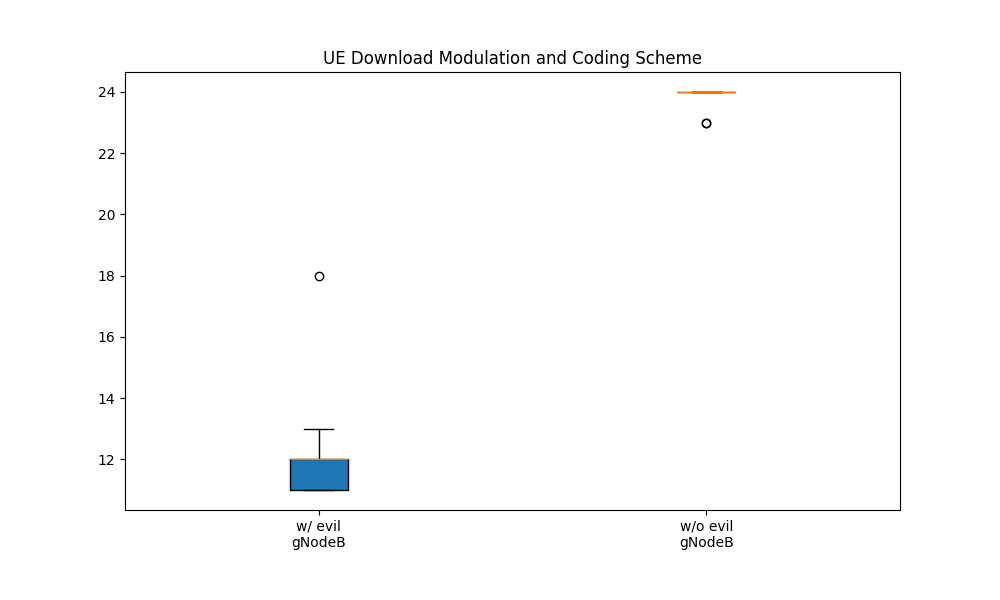 UE Download Modulation and Coding Scheme
24
22
20
18
16
14
12
w/ evil
gNodeB
w/o evil
gNodeB